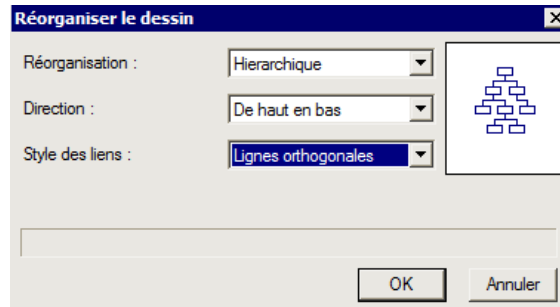 Réorganiser le dessin
Réorganisation : Hierarchique
Direction : De haut en bas
Style des liens : Lignes orthogonales
OK Annuler